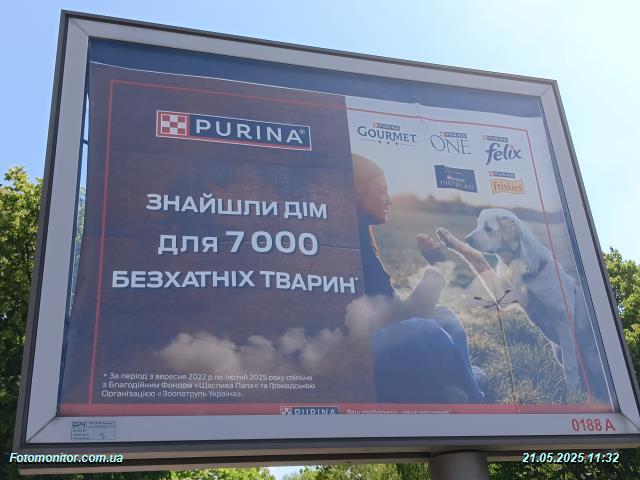 PURINA®
PURINA
GOURMET
PURINA
ONE
PURINA
felix
PURINA
PRO PLAN
PURINA
friskies
ЗНАЙШЛИ ДІМ
ДЛЯ 7 000
БЕЗХАТНІХ ТВАРИН*
* За період з вересня 2022 р по лютий 2025 року спільно
з Благодійним Фондом «Щаслива Лапа» та Громадською
Організацією «Зоопатруль Україна».
PURINA
0188 A
Fotomonitor.com.ua
21.05.2025 11:32